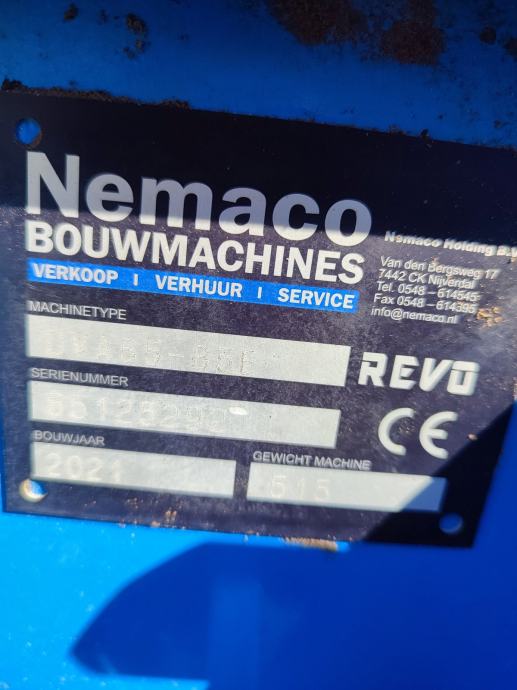 Nemaco
BOUWMACHINES
VERKOOP | VERHUUR | SERVICE
Nemaco Holding B.V
Van den Bergsweg 17
7442 CK Nijverdal
Tel. 0548 - 614545
Fax 0548 - 614395
info@nemaco.nl
MACHINETYPE
REVO
SERIENUMMER
CE
BOUWJAAR
2021
GEWICHT MACHINE
515